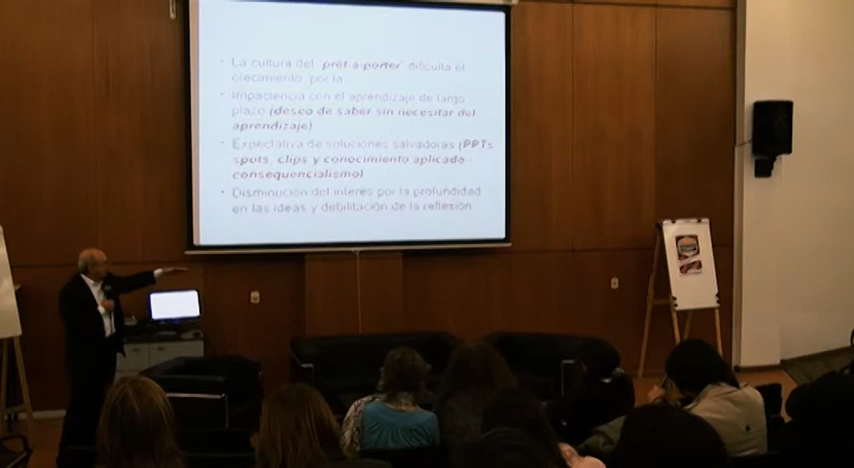 La cultura del "prêt-a-porter" dificulta el
crecimiento, por la
Impaciencia con el aprendizaje de largo
plazo (deseo de saber sin necesitar del
aprendizaje)
Expectativa de soluciones salvadoras (PPTs
spots, clips y conocimiento aplicado -
consequencialismo)
Disminución del interes por la profundidad
en las ideas y debilitación de la reflexión